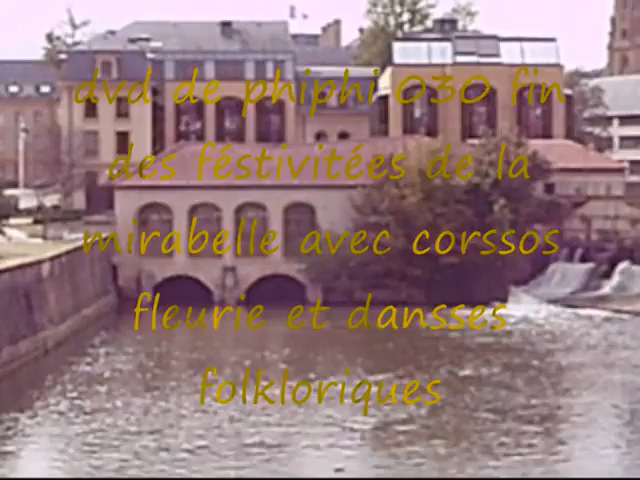 dvd de phiphi 030 fin
des féstivitées de la
mirabelle avec corssos
fleurie et dansses
folkloriques